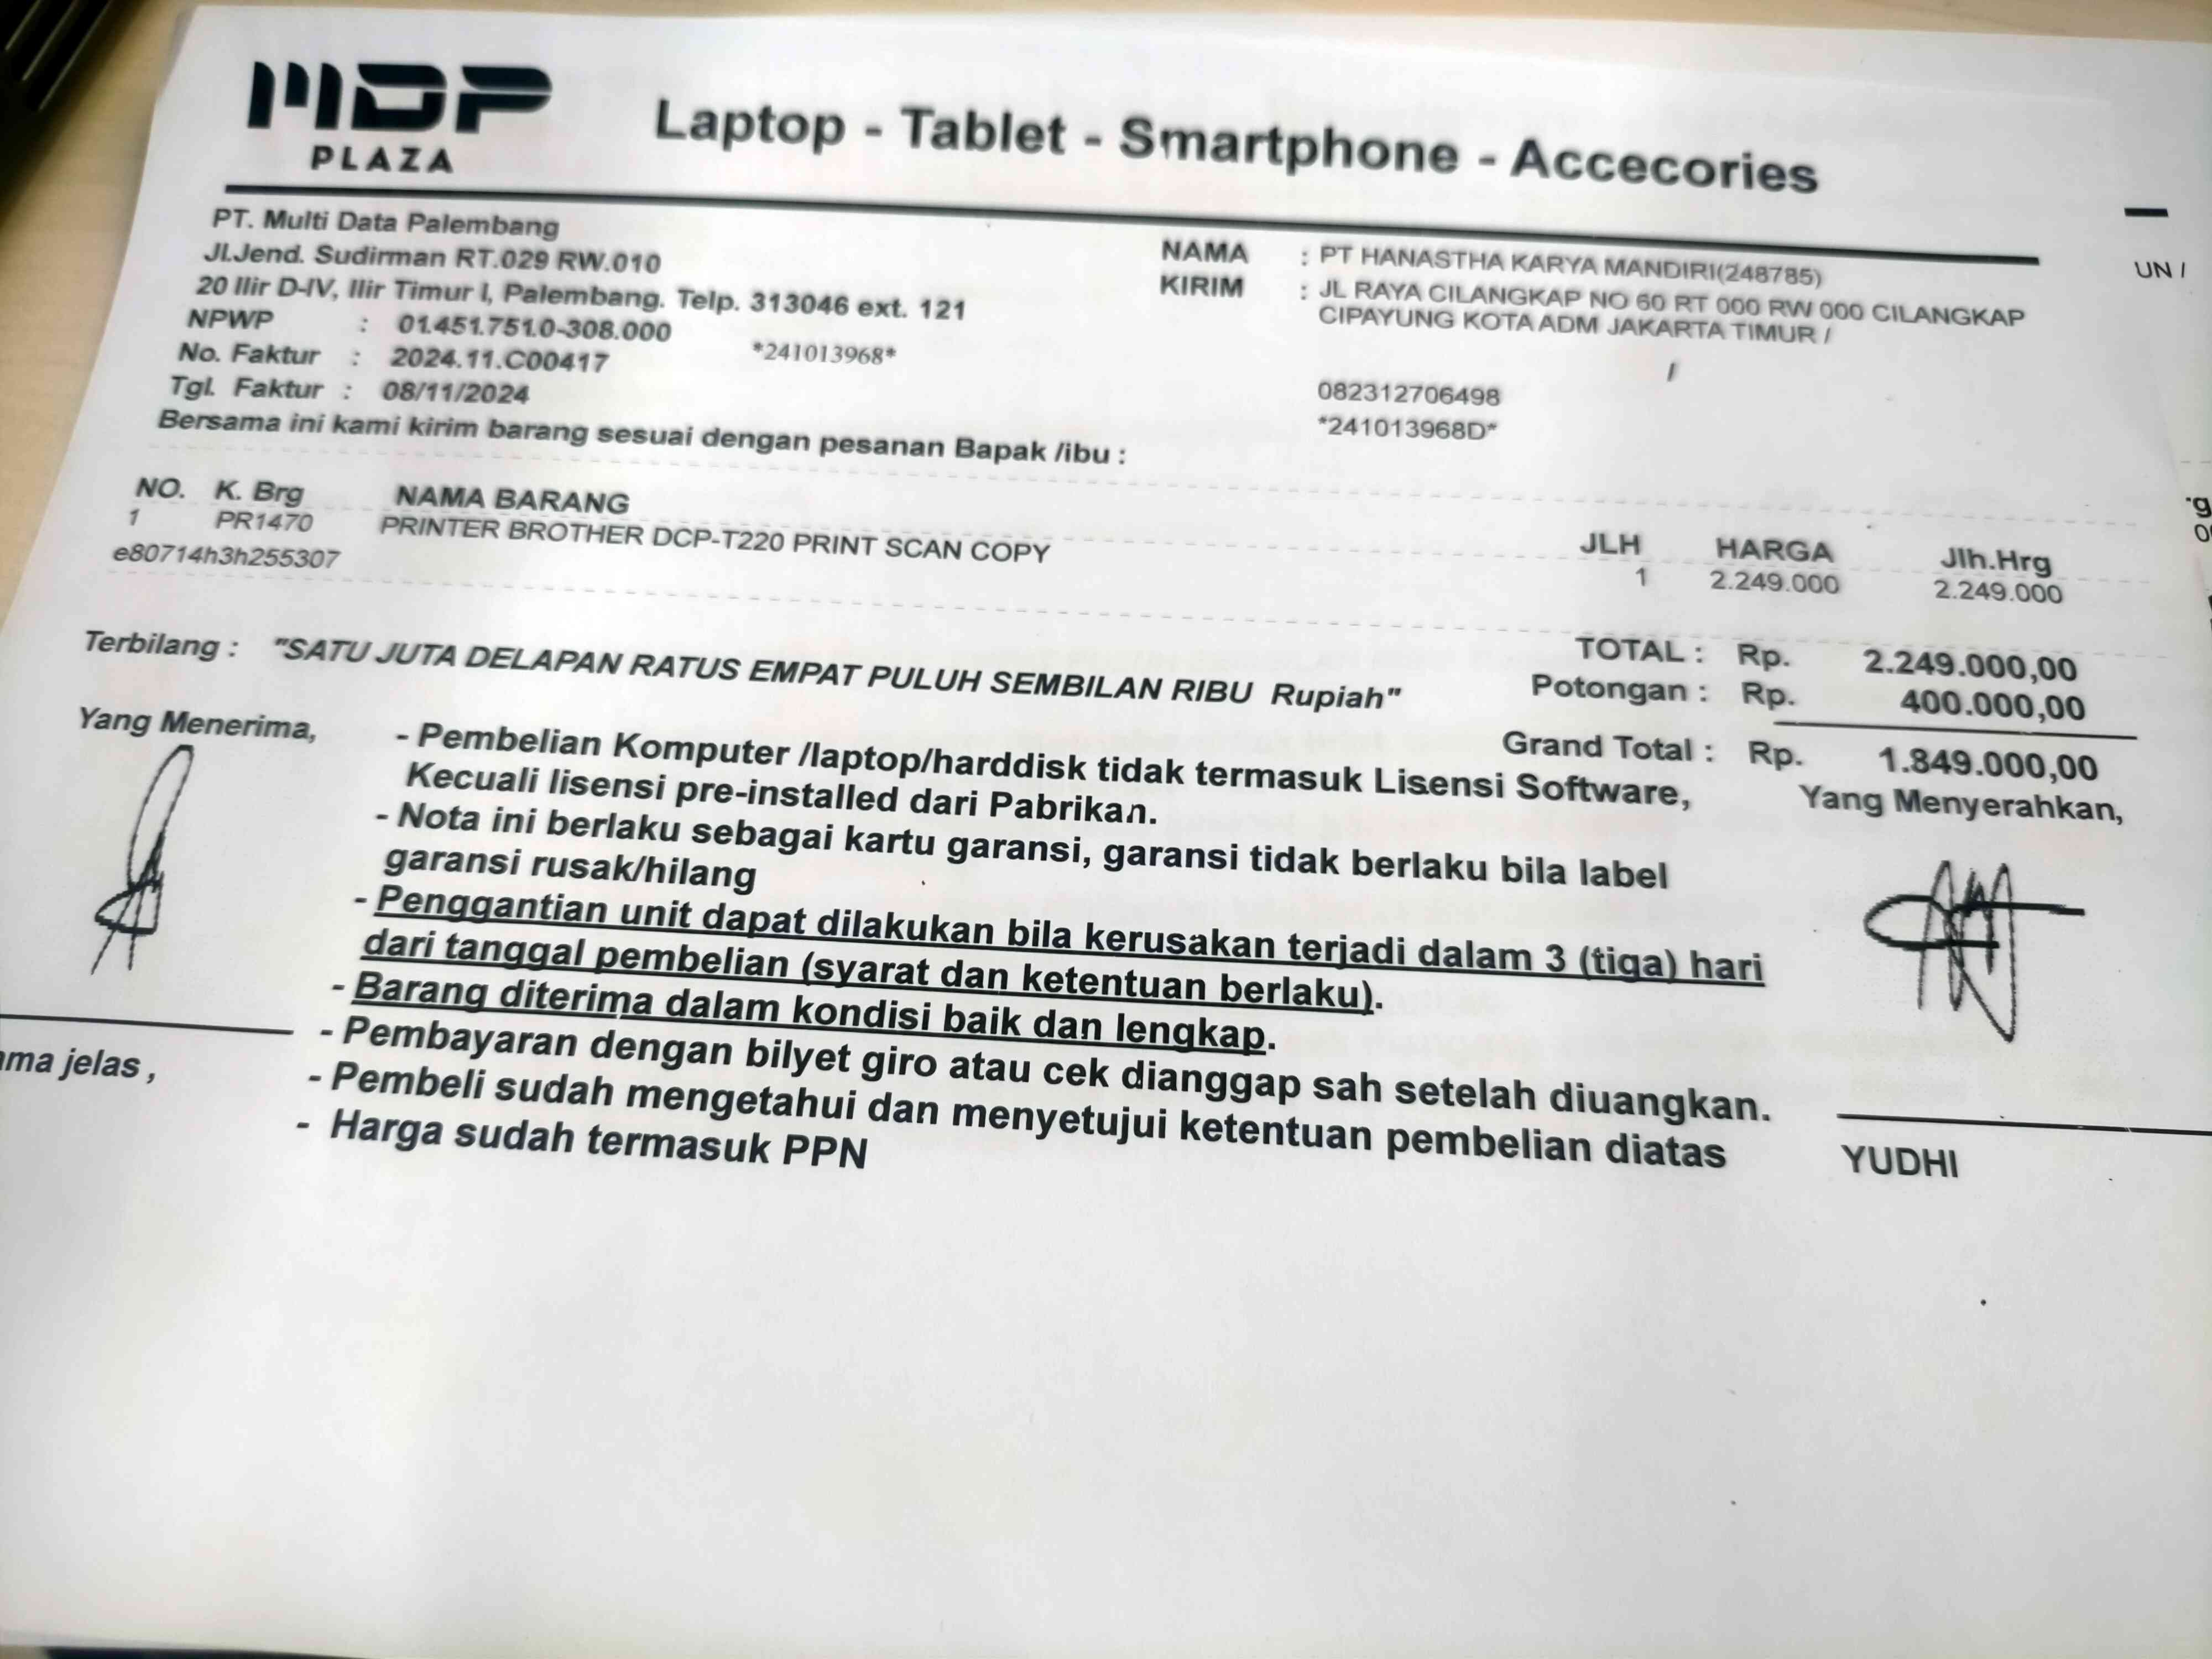 MDP
PLAZA
Laptop - Tablet - Smartphone - Accecories
PT. Multi Data Palembang
Jl.Jend. Sudirman RT.029 RW.010
20 Ilir D-IV, Ilir Timur I, Palembang. Telp. 313046 ext. 121
NPWP : 01.451.751.0-308.000
No. Faktur : 2024.11.C00417 *241013968*
Tgl. Faktur : 08/11/2024
NAMA : PT HANASTHA KARYA MANDIRI(248785)
KIRIM : JL RAYA CILANGKAP NO 60 RT 000 RW 000 CILANGKAP
CIPAYUNG KOTA ADM JAKARTA TIMUR /
/
082312706498
*241013968D*
Bersama ini kami kirim barang sesuai dengan pesanan Bapak /ibu :
NO. K. Brg NAMA BARANG JLH HARGA Jlh.Hrg
1 PR1470 PRINTER BROTHER DCP-T220 PRINT SCAN COPY 1 2.249.000 2.249.000
e80714h3h255307
TOTAL : Rp. 2.249.000,00
Potongan : Rp. 400.000,00
Grand Total : Rp. 1.849.000,00
Terbilang : "SATU JUTA DELAPAN RATUS EMPAT PULUH SEMBILAN RIBU Rupiah"
Yang Menerima,
- Pembelian Komputer /laptop/harddisk tidak termasuk Lisensi Software,
Kecuali lisensi pre-installed dari Pabrikan.
- Nota ini berlaku sebagai kartu garansi, garansi tidak berlaku bila label
garansi rusak/hilang
- Penggantian unit dapat dilakukan bila kerusakan terjadi dalam 3 (tiga) hari
dari tanggal pembelian (syarat dan ketentuan berlaku).
- Barang diterima dalam kondisi baik dan lengkap.
- Pembayaran dengan bilyet giro atau cek dianggap sah setelah diuangkan.
- Pembeli sudah mengetahui dan menyetujui ketentuan pembelian diatas
- Harga sudah termasuk PPN
Yang Menyerahkan,
YUDHI
ama jelas ,
UN /